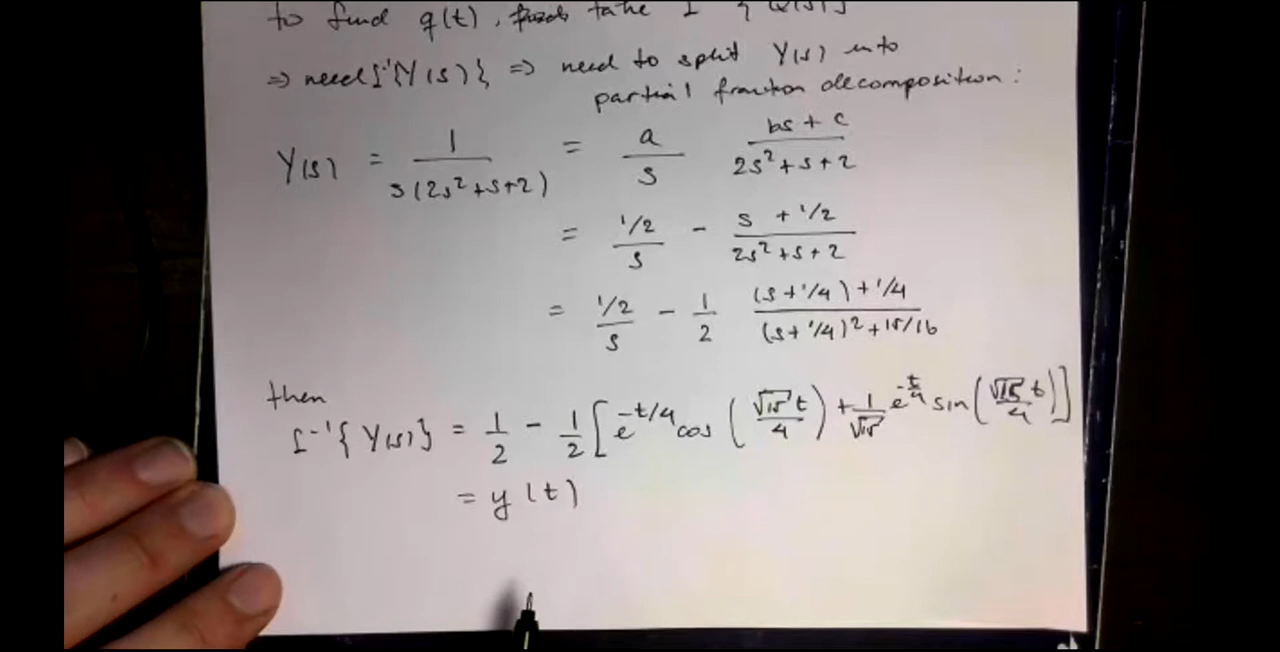 to find q(t), take
⇒ need ℒ⁻¹{Y(s)} ⇒ need to split Y(s) into
partial fraction decomposition:
Y(s) = 1/(s(2s²+s+2)) = a/s (bs + c)/(2s²+s+2)
= (1/2)/s - (s + 1/2)/(2s²+s+2)
= (1/2)/s - 1/2 ((s+1/4)+1/4)/((s+1/4)²+15/16)
then
ℒ⁻¹{Y(s)} = 1/2 - 1/2 [e^(-t/4) cos(√15 t/4) + 1/√15 e^(-t/4) sin(√15/4 t)]
= y(t)